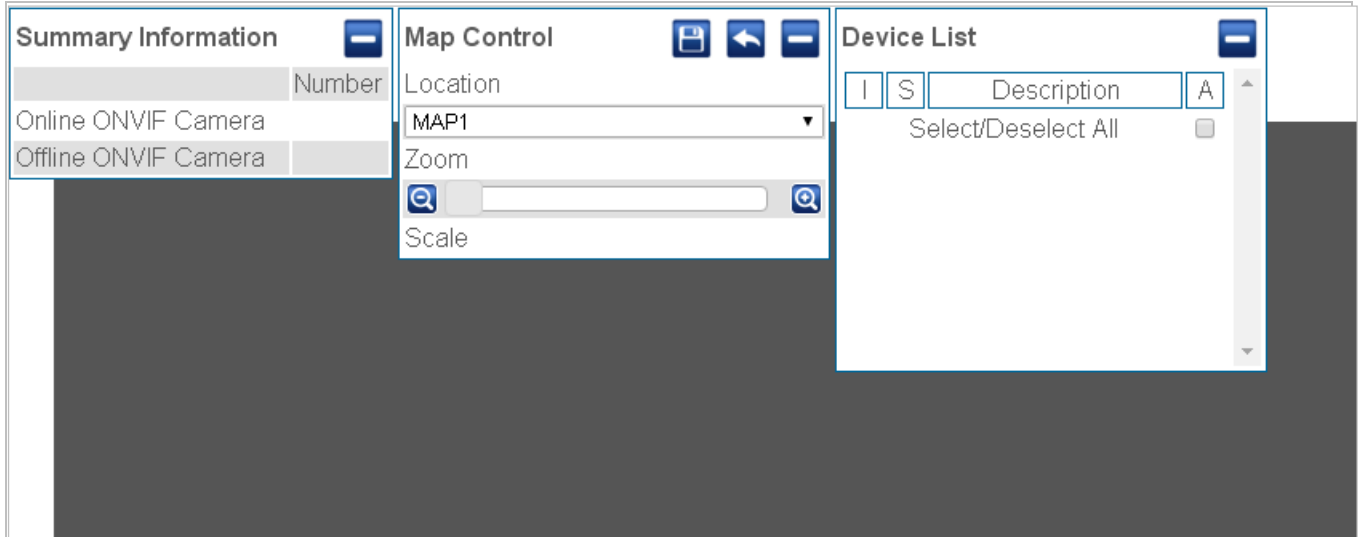 Summary Information
Number
Online ONVIF Camera
Offline ONVIF Camera
Map Control
Location
MAP1
Zoom
Scale
Device List
I S Description A
Select/Deselect All